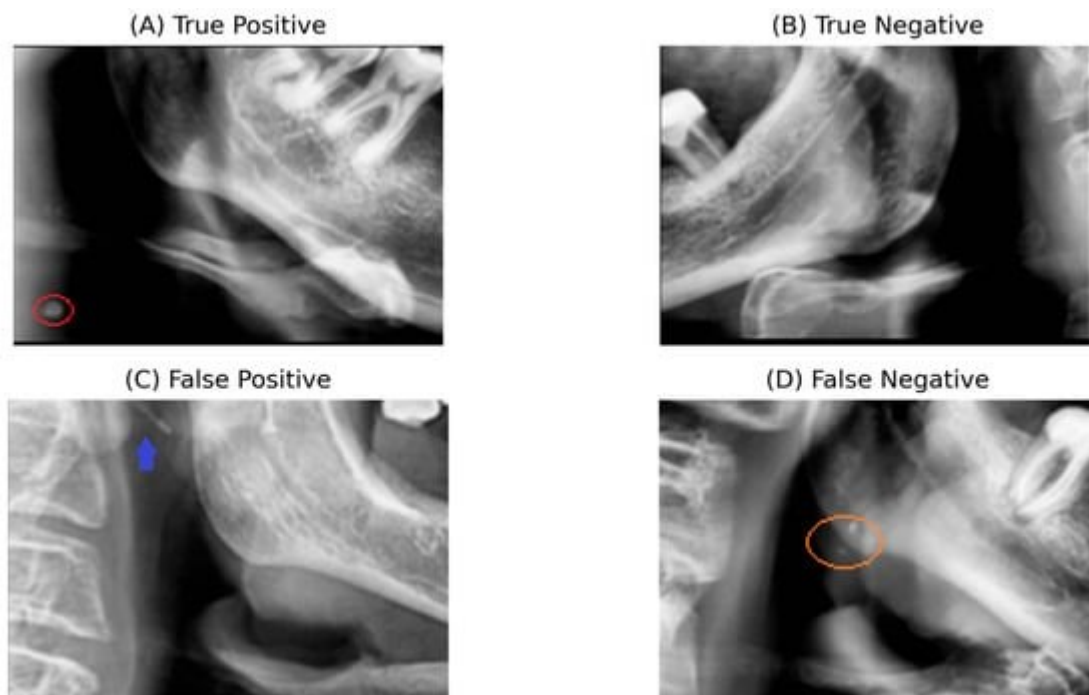 (A) True Positive
(B) True Negative
(C) False Positive
(D) False Negative